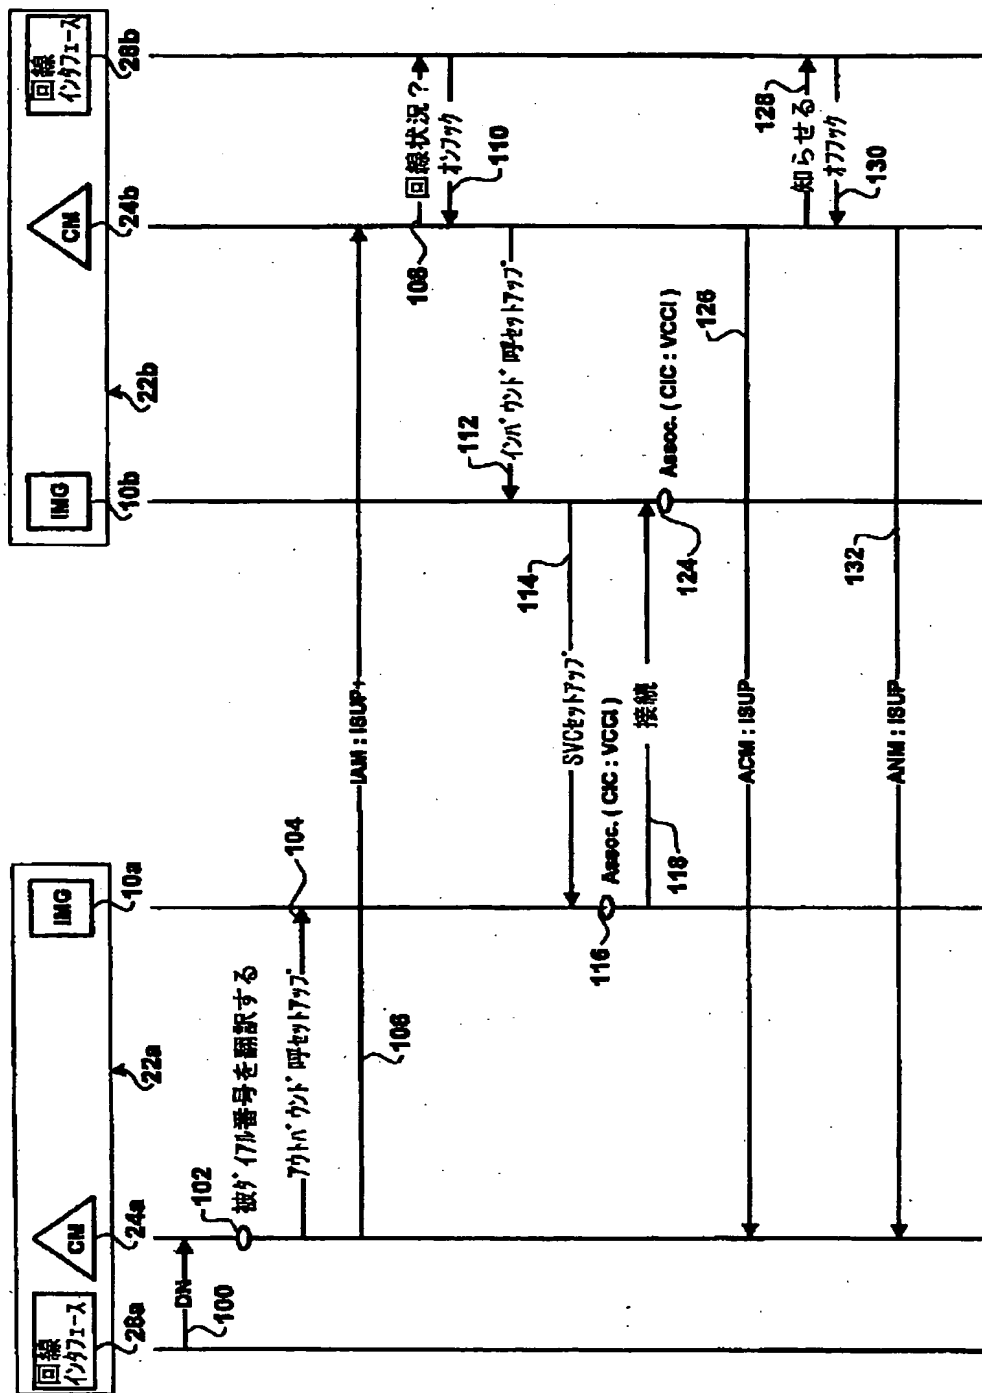 回線
インタフェース
28a
CM
24a
22a
IMG
10a
IMG
10b
22b
CM
24b
回線
インタフェース
28b
DN
100
102
被ダイアル番号を翻訳する
アウトバウンド呼セットアップ
104
IAM : ISUP+
106
回線状況?
108
オンフック
110
インバウンド呼セットアップ
112
SVCセットアップ
114
116
Assoc. ( CIC : VCCI )
接続
118
124
Assoc. ( CIC : VCCI )
ACM : ISUP
126
知らせる
128
オフフック
130
ANM : ISUP
132